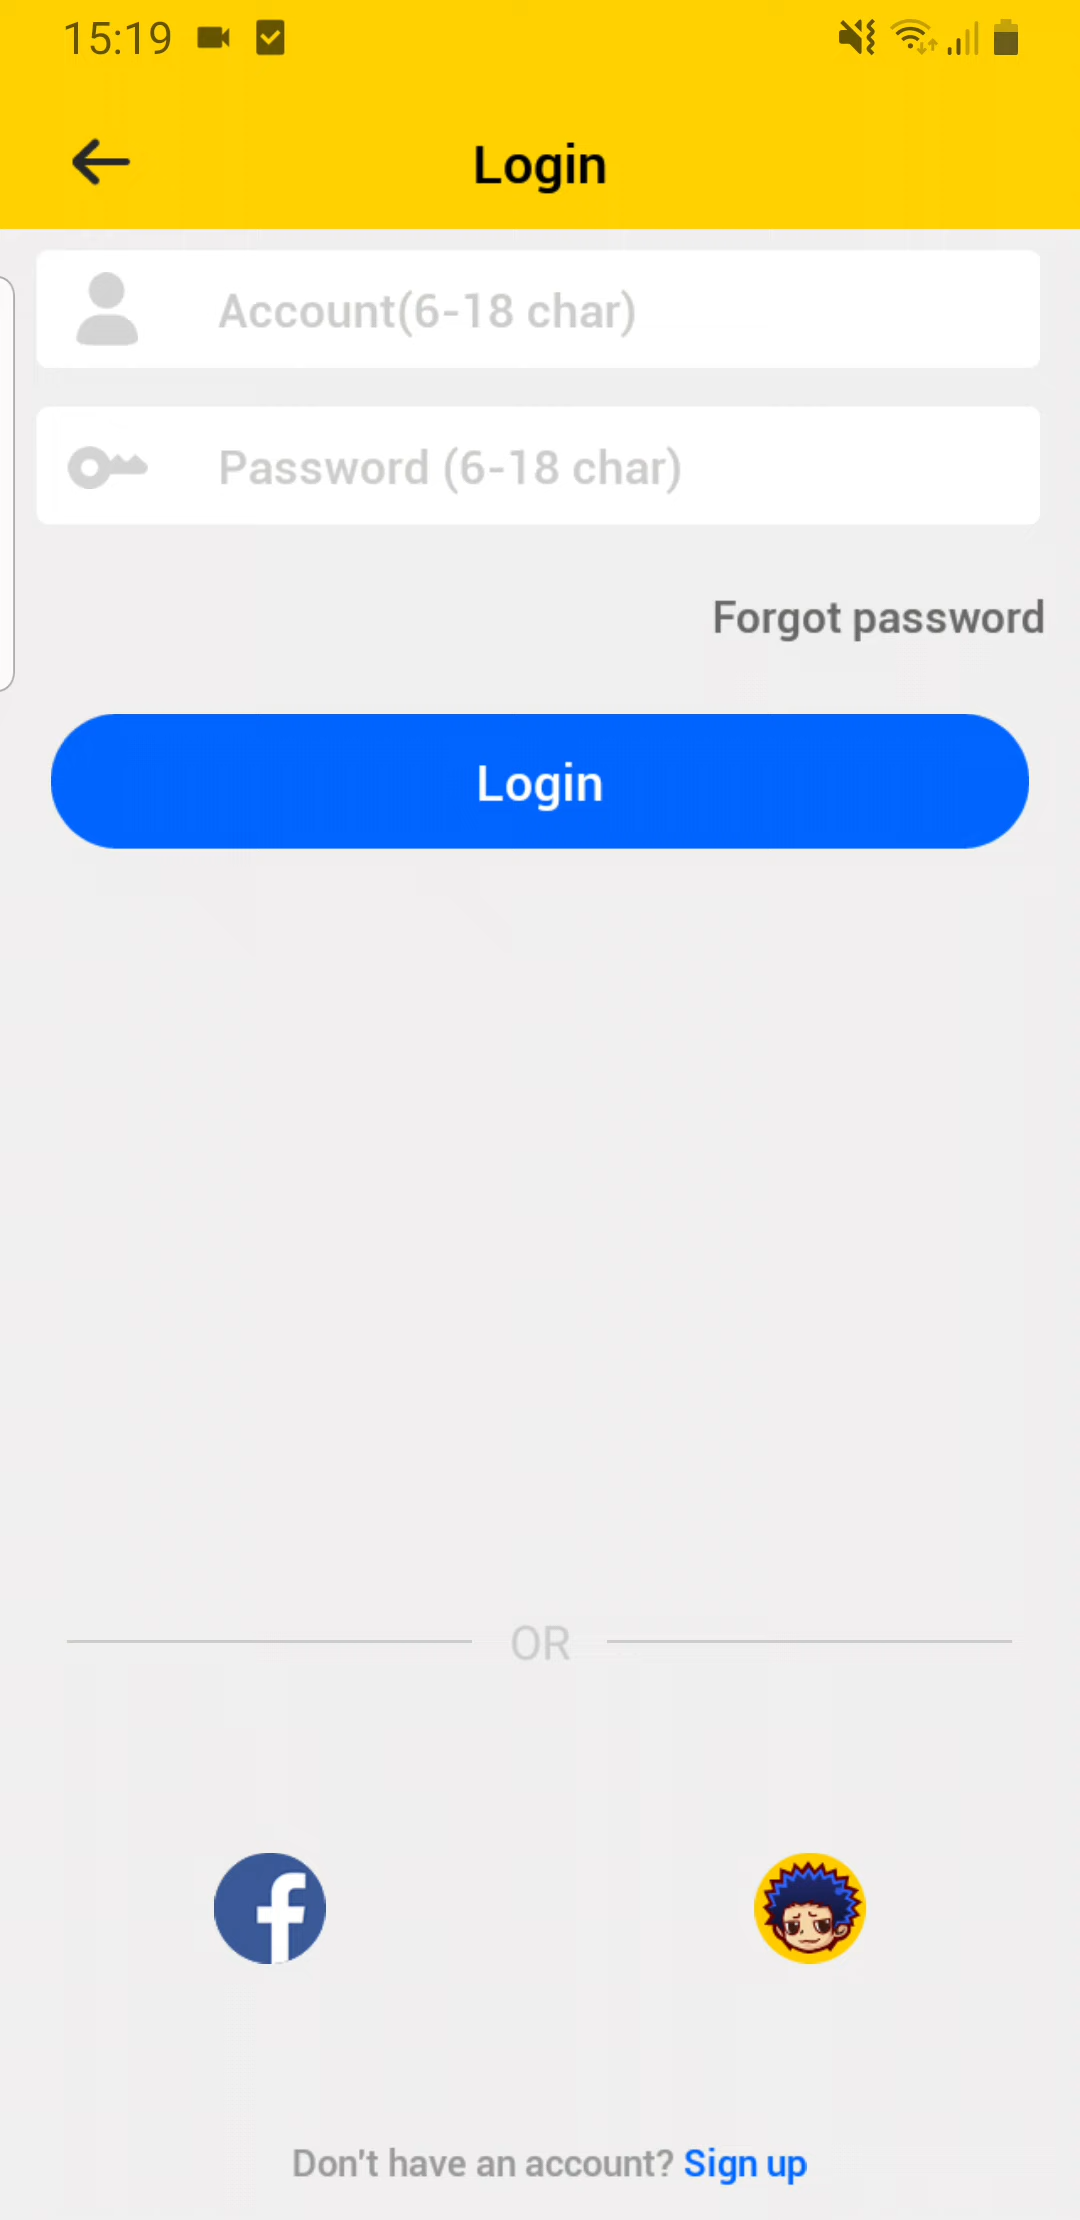 15:19
Login
Account(6-18 char)
Password (6-18 char)
Forgot password
Login
OR
Don't have an account? Sign up